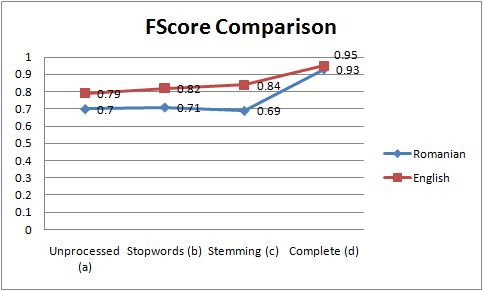 FScore Comparison
1
0.9
0.8
0.7
0.6
0.5
0.4
0.3
0.2
0.1
0
0.79
0.82
0.84
0.95
0.7
0.71
0.69
0.93
Unprocessed
(a)
Stopwords (b)
Stemming (c)
Complete (d)
Romanian
English